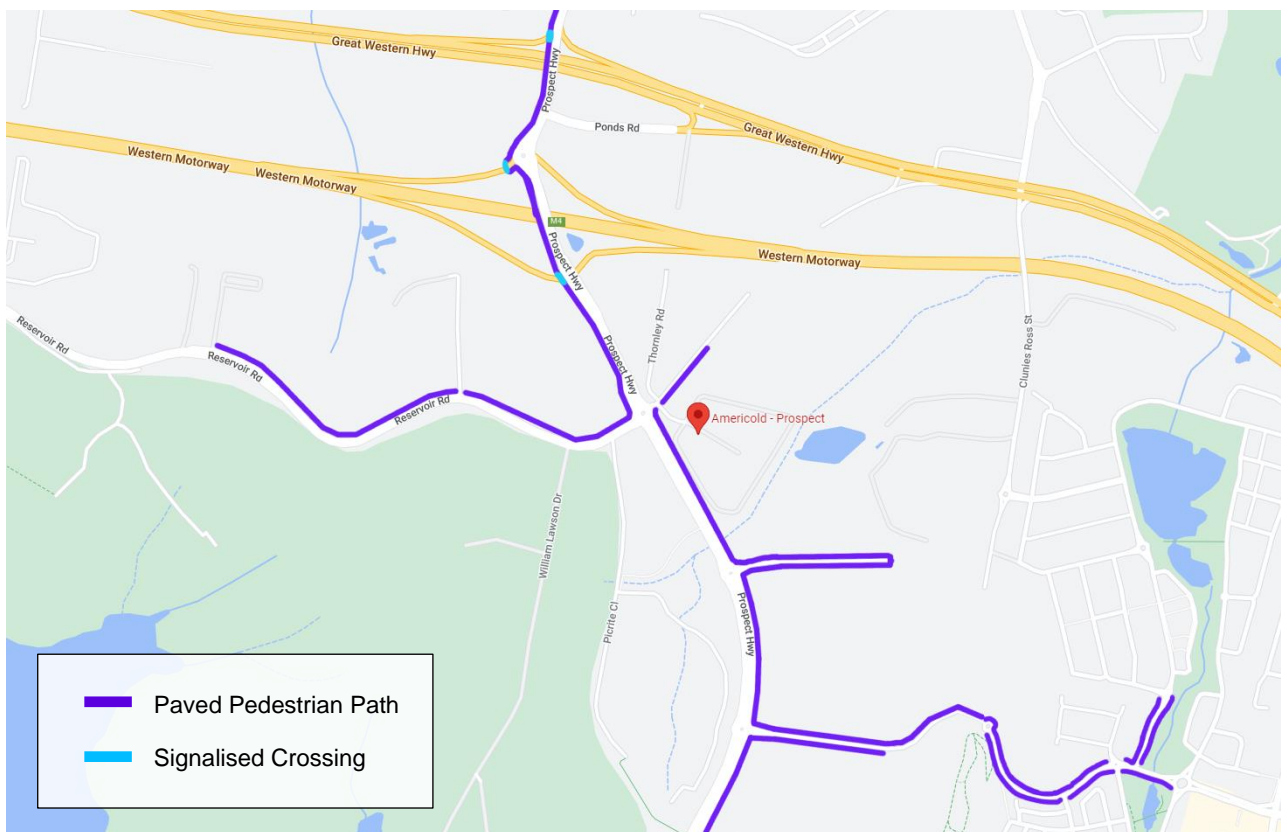 Great Western Hwy
Prospect Hwy
Ponds Rd
Great Western Hwy
Western Motorway
Western Motorway
M4
Prospect Hwy
Western Motorway
Reservoir Rd
Reservoir Rd
Prospect Hwy
Thornley Rd
Clunies Ross St
Reservoir Rd
Americold - Prospect
William Lawson Dr
Picrite Cl
Prospect Hwy
Paved Pedestrian Path
Signalised Crossing